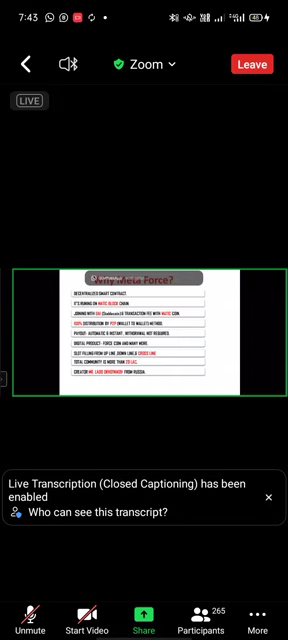 7:43
46
Zoom
Leave
LIVE
Why Meta Force?
DECENTRALIZED SMART CONTRACT.
IT'S RUNNING ON MATIC BLOCK CHAIN.
JOINING WITH DAI (Stablecoin) & TRANSACTION FEE WITH MATIC COIN.
100% DISTRIBUTION BY P2P (WALLET TO WALLET) METHOD.
PAYOUT- AUTOMATIC & INSTANT. WITHDRAWAL NOT REQUIRED.
DIGITAL PRODUCT- FORCE COIN AND MANY MORE.
SLOT FILLING FROM UP LINE, DOWN LINE, & CROSS LINE
TOTAL COMMUNITY IS MORE THAN 20 LAC.
CREATOR- MR. LADO OKHOTNIKOV FROM RUSSIA.
Live Transcription (Closed Captioning) has been
enabled
Who can see this transcript?
265
Unmute Start Video Share Participants More